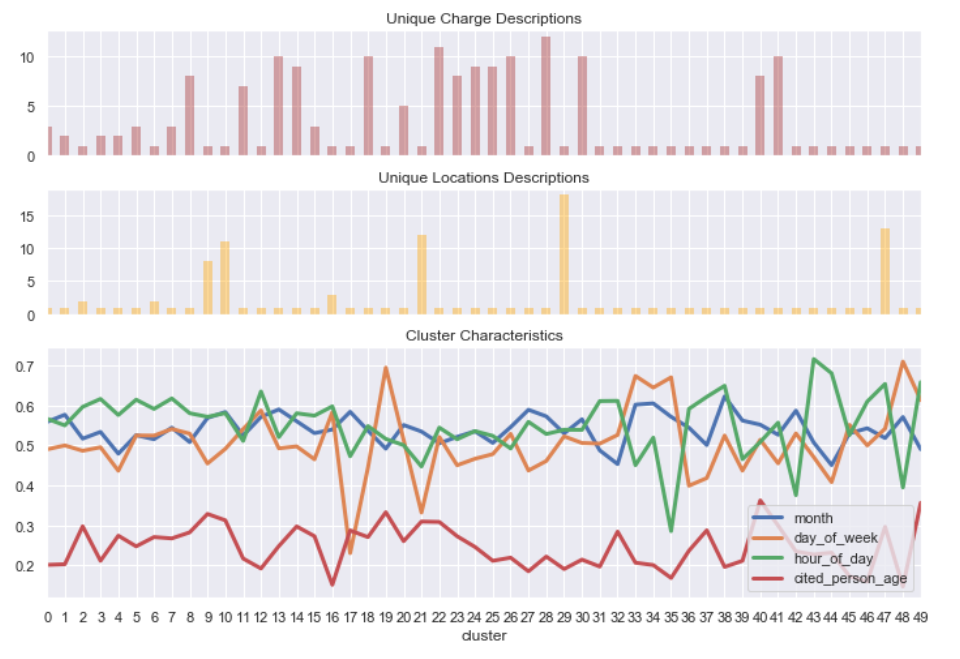 Unique Charge Descriptions
10
5
0
Unique Locations Descriptions
15
10
5
0
Cluster Characteristics
0.7
0.6
0.5
0.4
0.3
0.2
month
day_of_week
hour_of_day
cited_person_age
0 1 2 3 4 5 6 7 8 9 10 11 12 13 14 15 16 17 18 19 20 21 22 23 24 25 26 27 28 29 30 31 32 33 34 35 36 37 38 39 40 41 42 43 44 45 46 47 48 49
cluster